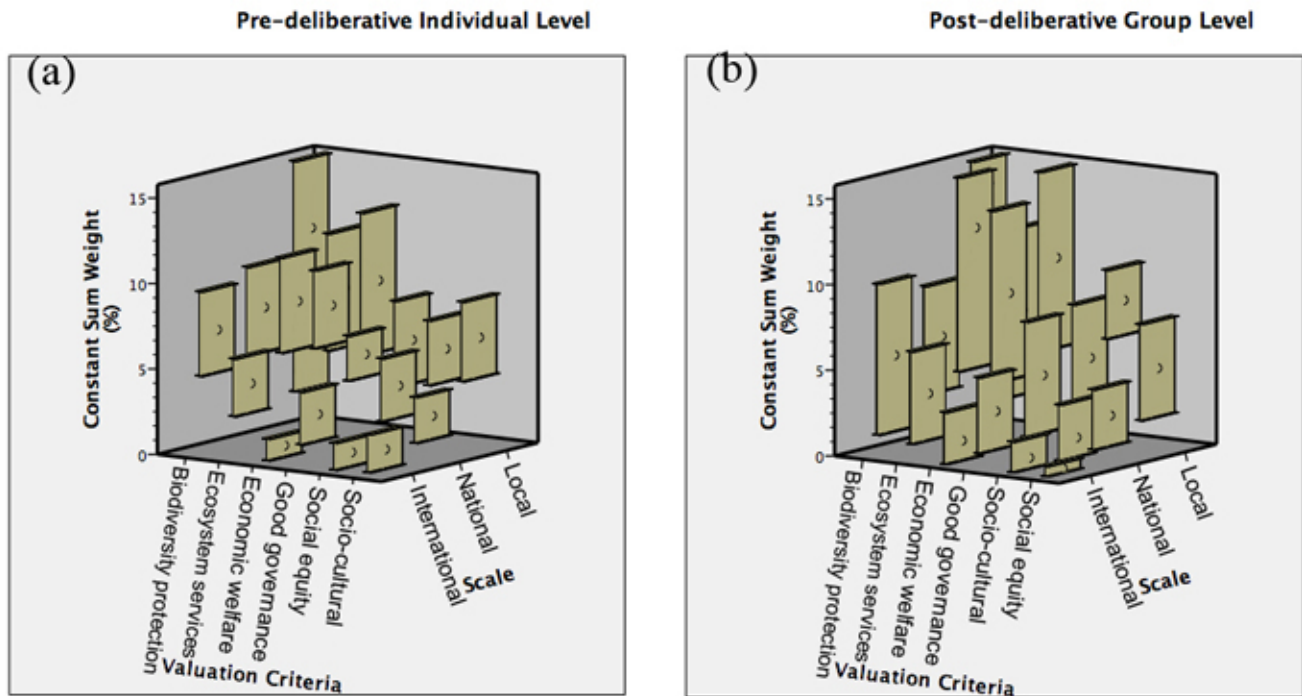 Pre-deliberative Individual Level
(a)
15
10
5
0
Constant Sum Weight
(%)
Biodiversity protection
Ecosystem services
Economic welfare
Good governance
Social equity
Socio-cultural
International
National
Local
Scale
Valuation Criteria
Post-deliberative Group Level
(b)
15
10
5
0
Constant Sum Weight
(%)
Biodiversity protection
Ecosystem services
Economic welfare
Good governance
Socio-cultural
Social equity
International
National
Local
Scale
Valuation Criteria